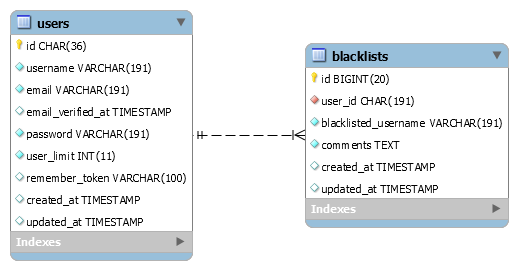 users
id CHAR(36)
username VARCHAR(191)
email VARCHAR(191)
email_verified_at TIMESTAMP
password VARCHAR(191)
user_limit INT(11)
remember_token VARCHAR(100)
created_at TIMESTAMP
updated_at TIMESTAMP
Indexes
blacklists
id BIGINT(20)
user_id CHAR(191)
blacklisted_username VARCHAR(191)
comments TEXT
created_at TIMESTAMP
updated_at TIMESTAMP
Indexes